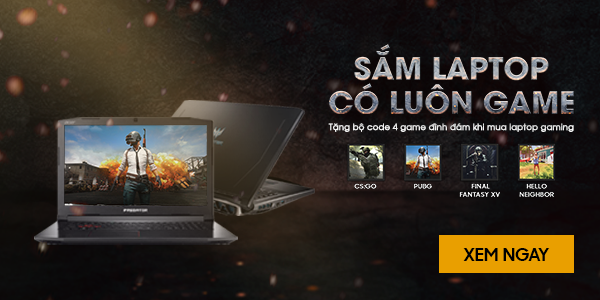 SẮM LAPTOP
CÓ LUÔN GAME
Tặng bộ code 4 game đình đám khi mua laptop gaming
CS:GO
PUBG
FINAL
FANTASY XV
HELLO
NEIGHBOR
PREDATOR
XEM NGAY